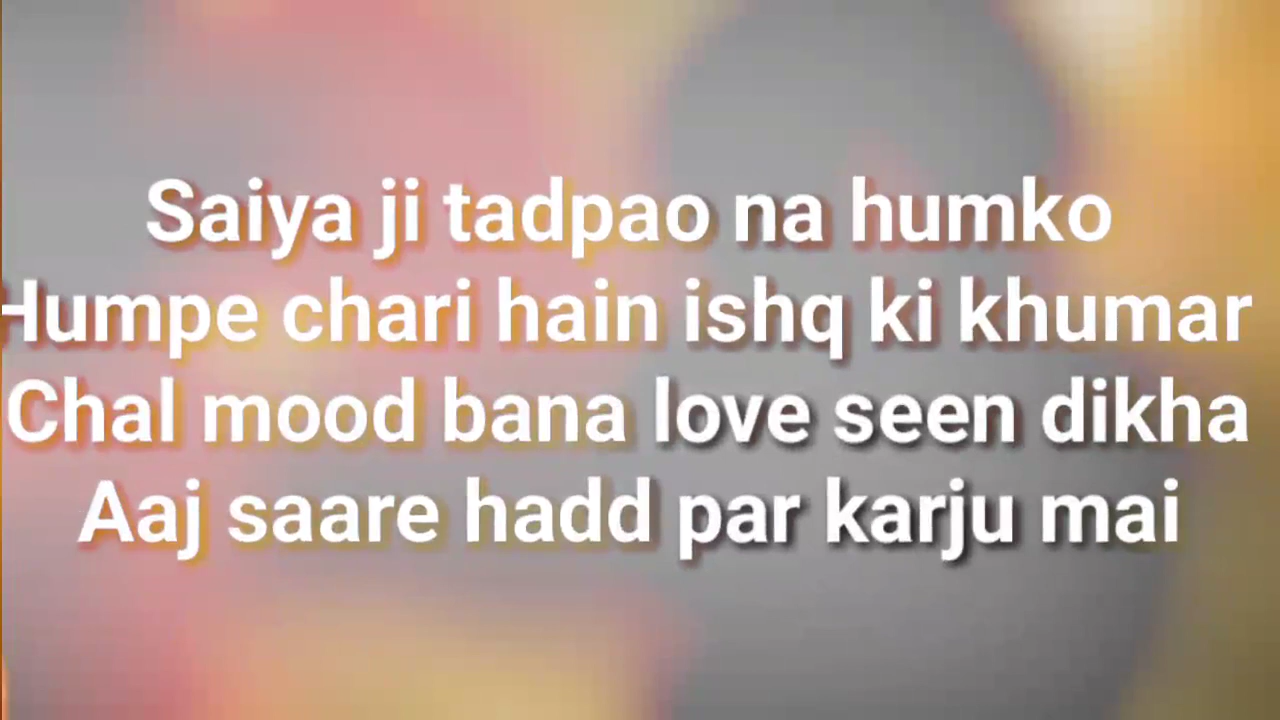 Saiya ji tadpao na humko
Humpe chari hain ishq ki khumar
Chal mood bana love seen dikha
Aaj saare hadd par karju mai